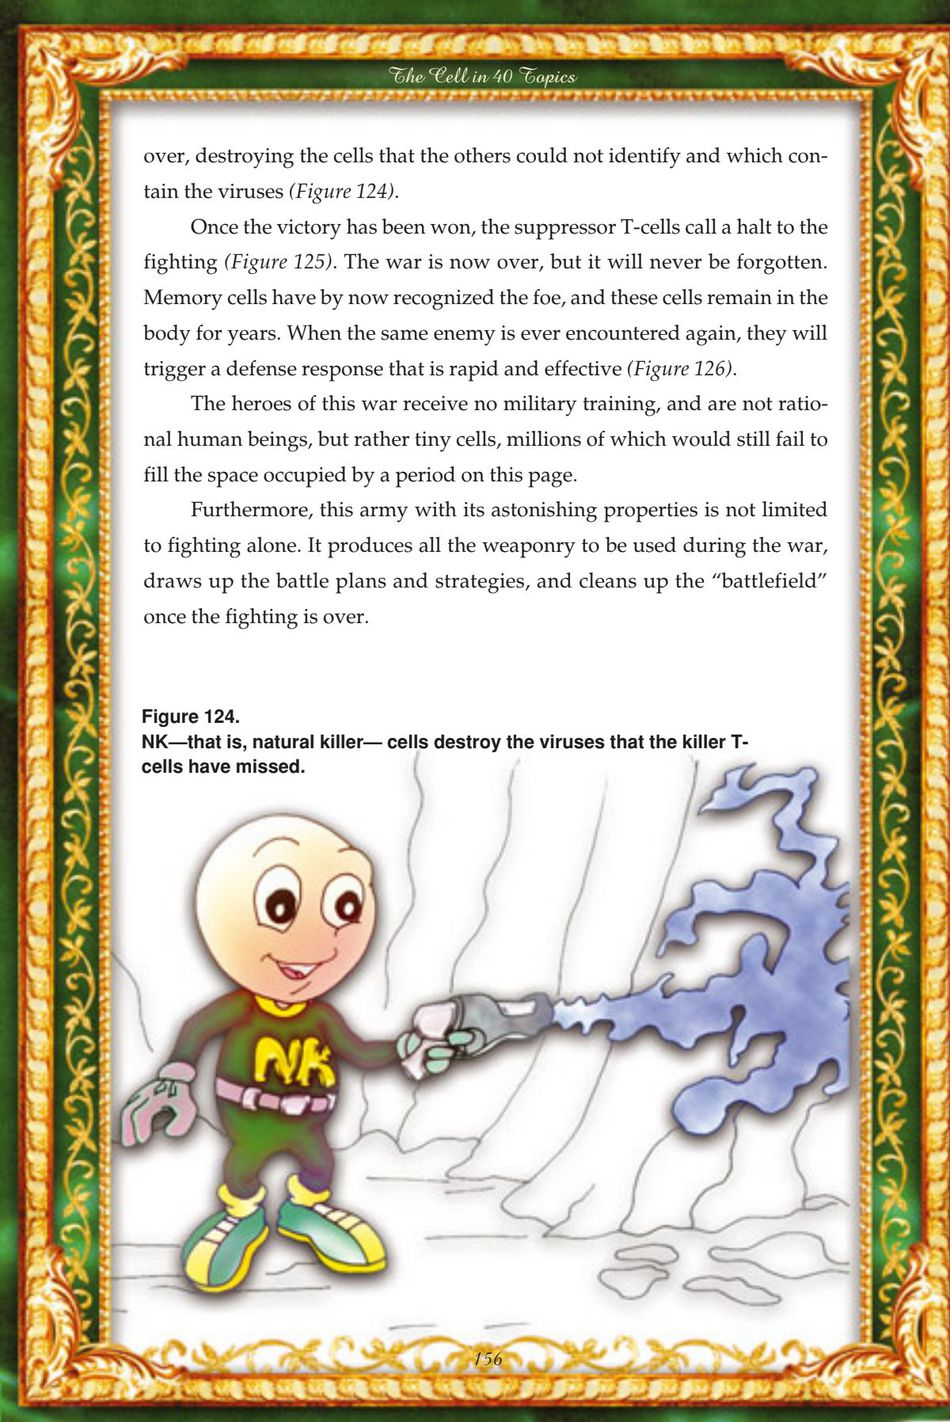 The Cell in 40 Topics
over, destroying the cells that the others could not identify and which con-
tain the viruses (Figure 124).
Once the victory has been won, the suppressor T-cells call a halt to the
fighting (Figure 125). The war is now over, but it will never be forgotten.
Memory cells have by now recognized the foe, and these cells remain in the
body for years. When the same enemy is ever encountered again, they will
trigger a defense response that is rapid and effective (Figure 126).
The heroes of this war receive no military training, and are not ratio-
nal human beings, but rather tiny cells, millions of which would still fail to
fill the space occupied by a period on this page.
Furthermore, this army with its astonishing properties is not limited
to fighting alone. It produces all the weaponry to be used during the war,
draws up the battle plans and strategies, and cleans up the “battlefield”
once the fighting is over.
Figure 124.
NK—that is, natural killer— cells destroy the viruses that the killer T-
cells have missed.
NK
156